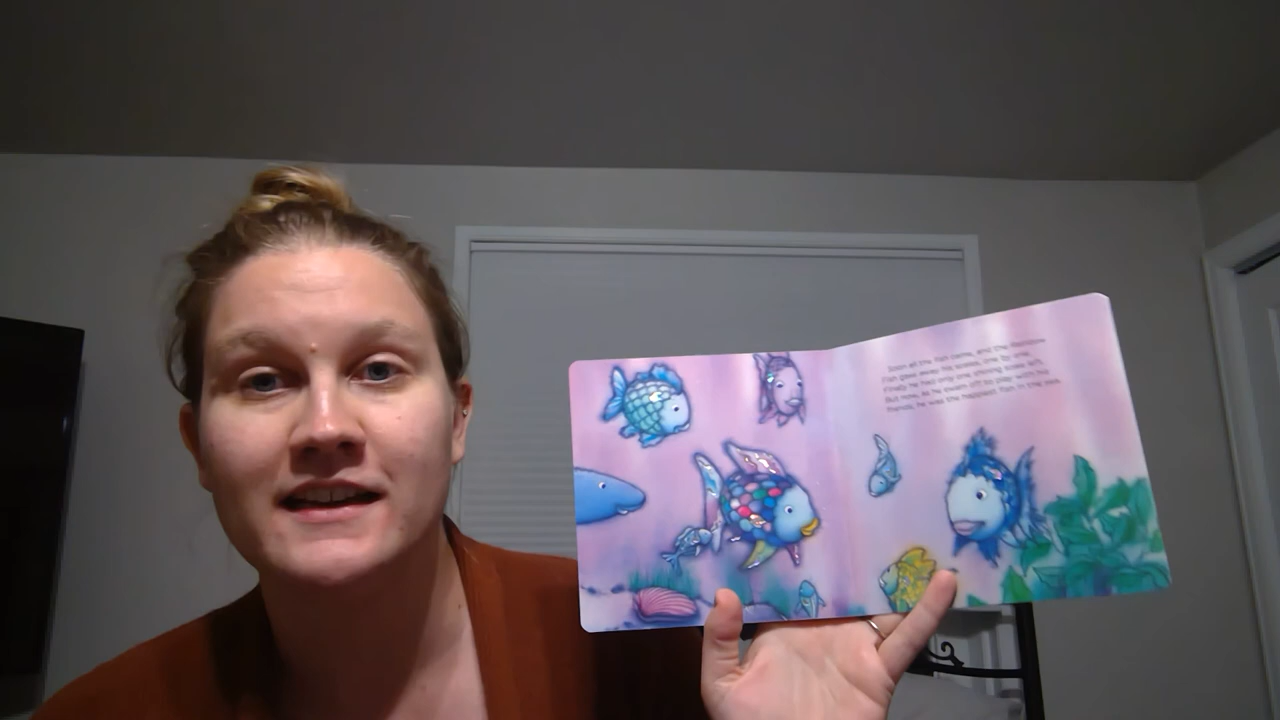 Soon all the fish came, and the Rainbow
Fish gave away his scales, one by one.
Finally he had only one shining scale left.
But now, as he swam off to play with his
friends, he was the happiest fish in the sea.